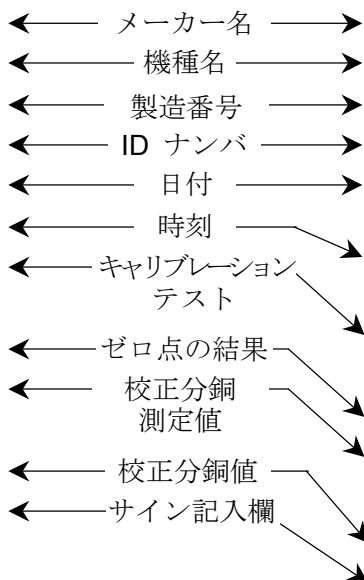 メーカー名
機種名
製造番号
ID ナンバ
日付
時刻
キャリブレーション
テスト
ゼロ点の結果
校正分銅
測定値
校正分銅値
サイン記入欄